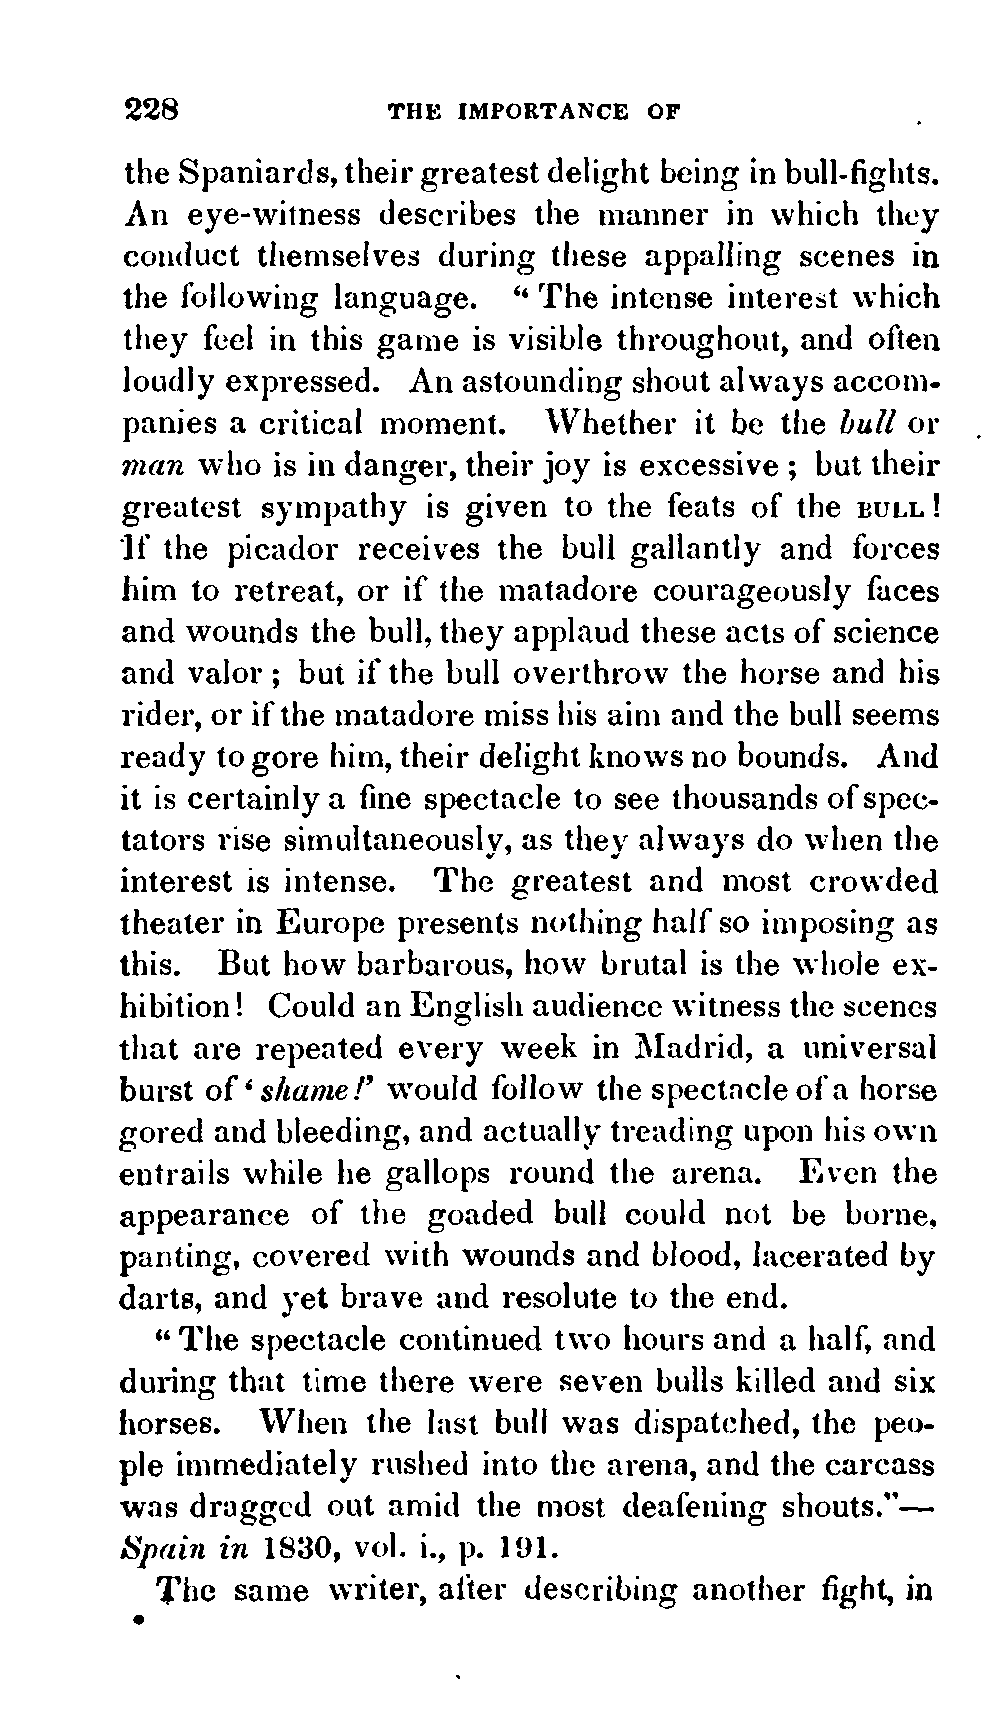 228 THE IMPORTANCE OF
the Spaniards, their greatest delight being in bull-fights.
An eye-witness describes the manner in which they
conduct themselves during these appalling scenes in
the following language. “ The intense interest which
they feel in this game is visible throughout, and often
loudly expressed. An astounding shout always accom-
panies a critical moment. Whether it be the bull or
man who is in danger, their joy is excessive ; but their
greatest sympathy is given to the feats of the BULL !
If the picador receives the bull gallantly and forces
him to retreat, or if the matadore courageously faces
and wounds the bull, they applaud these acts of science
and valor ; but if the bull overthrow the horse and his
rider, or if the matadore miss his aim and the bull seems
ready to gore him, their delight knows no bounds. And
it is certainly a fine spectacle to see thousands of spec-
tators rise simultaneously, as they always do when the
interest is intense. The greatest and most crowded
theater in Europe presents nothing half so imposing as
this. But how barbarous, how brutal is the whole ex-
hibition! Could an English audience witness the scenes
that are repeated every week in Madrid, a universal
burst of ‘ shame!’ would follow the spectacle of a horse
gored and bleeding, and actually treading upon his own
entrails while he gallops round the arena. Even the
appearance of the goaded bull could not be borne,
panting, covered with wounds and blood, lacerated by
darts, and yet brave and resolute to the end.
“ The spectacle continued two hours and a half, and
during that time there were seven bulls killed and six
horses. When the last bull was dispatched, the peo-
ple immediately rushed into the arena, and the carcass
was dragged out amid the most deafening shouts.”—
Spain in 1830, vol. i., p. 191.
The same writer, after describing another fight, in